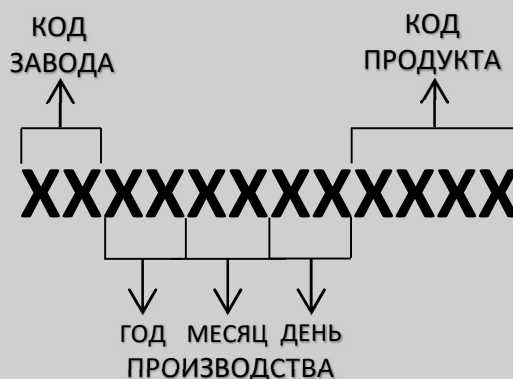 КОД
ЗАВОДА
КОД
ПРОДУКТА
XXXXXXXXXXXX
ГОД МЕСЯЦ ДЕНЬ
ПРОИЗВОДСТВА